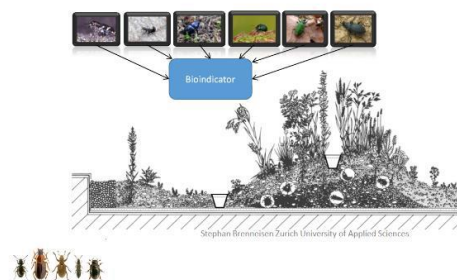 Bioindicator
Stephan Brenneisen Zurich University of Applied Sciences